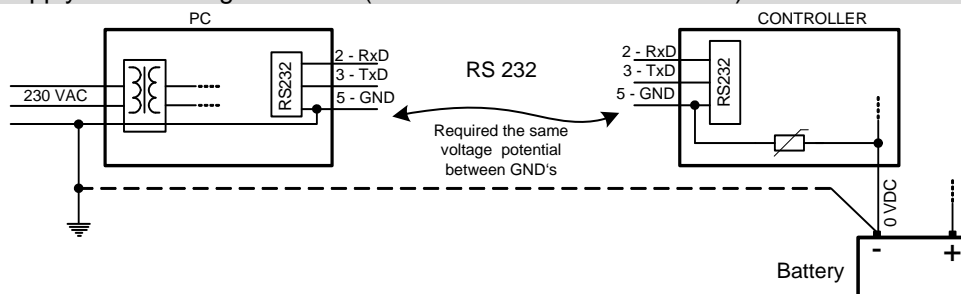 PC
230 VAC
RS232
2 - RxD
3 - TxD
5 - GND
RS 232
Required the same
voltage potential
between GND's
CONTROLLER
2 - RxD
3 - TxD
5 - GND
RS232
0 VDC
-
+
Battery